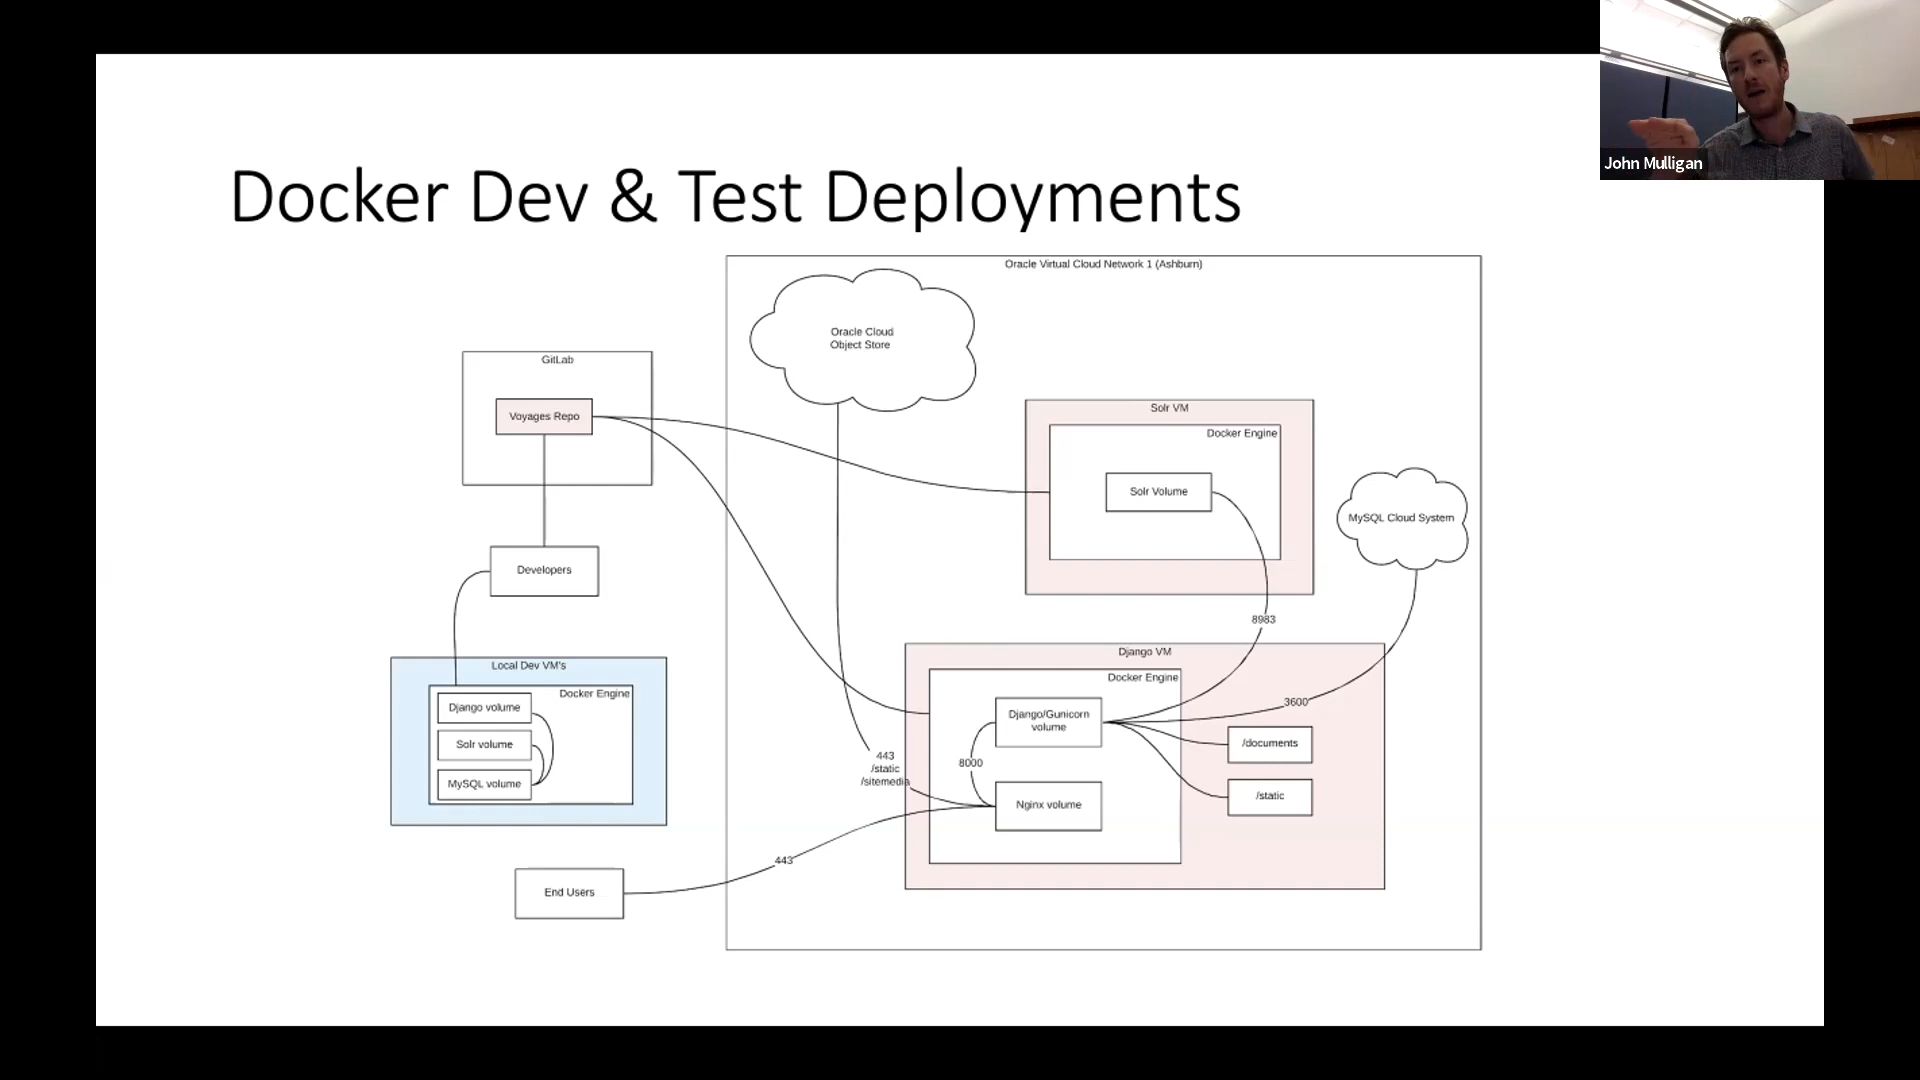 John Mulligan
Docker Dev & Test Deployments
Oracle Virtual Cloud Network 1 (Ashburn)
Oracle Cloud
Object Store
GitLab
Voyages Repo
Solr VM
Docker Engine
Solr Volume
MySQL Cloud System
Developers
8983
Local Dev VM's
Docker Engine
Django volume
Solr volume
MySQL volume
Django VM
Docker Engine
Django/Gunicorn
volume
3600
/documents
443
/static
/sitemedia
8000
/static
Nginx volume
443
End Users